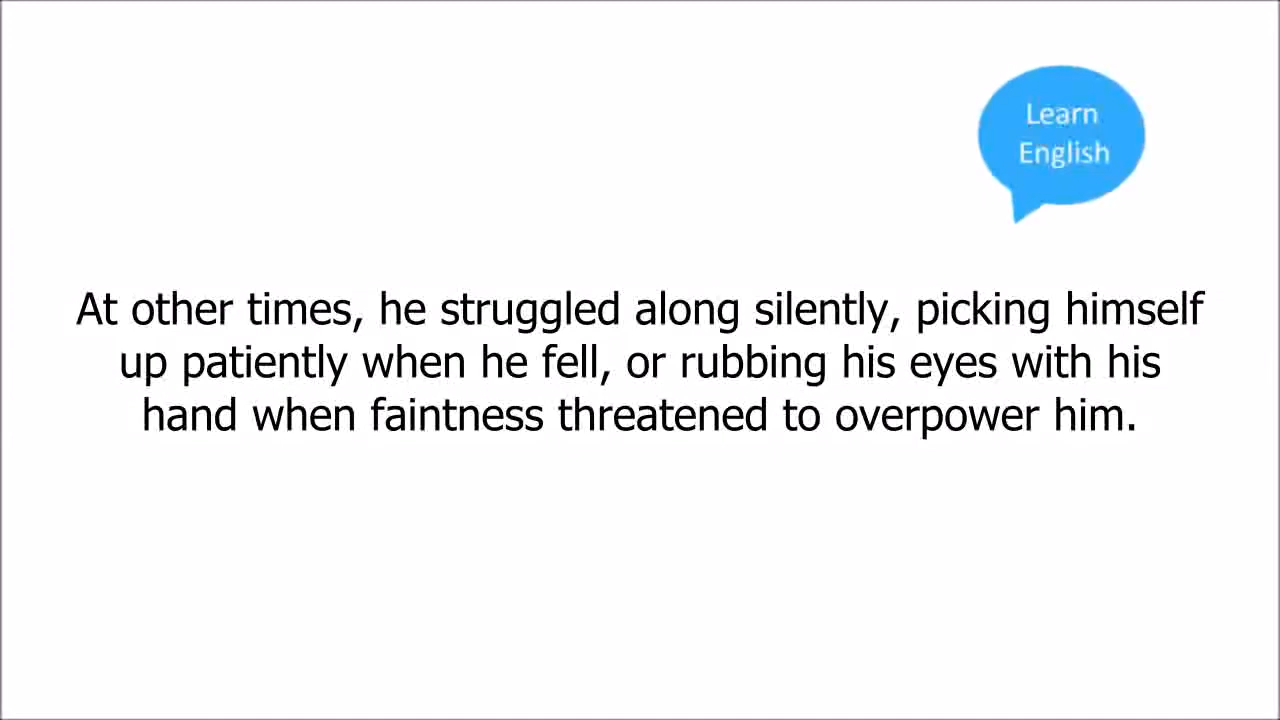 Learn
English
At other times, he struggled along silently, picking himself
up patiently when he fell, or rubbing his eyes with his
hand when faintness threatened to overpower him.